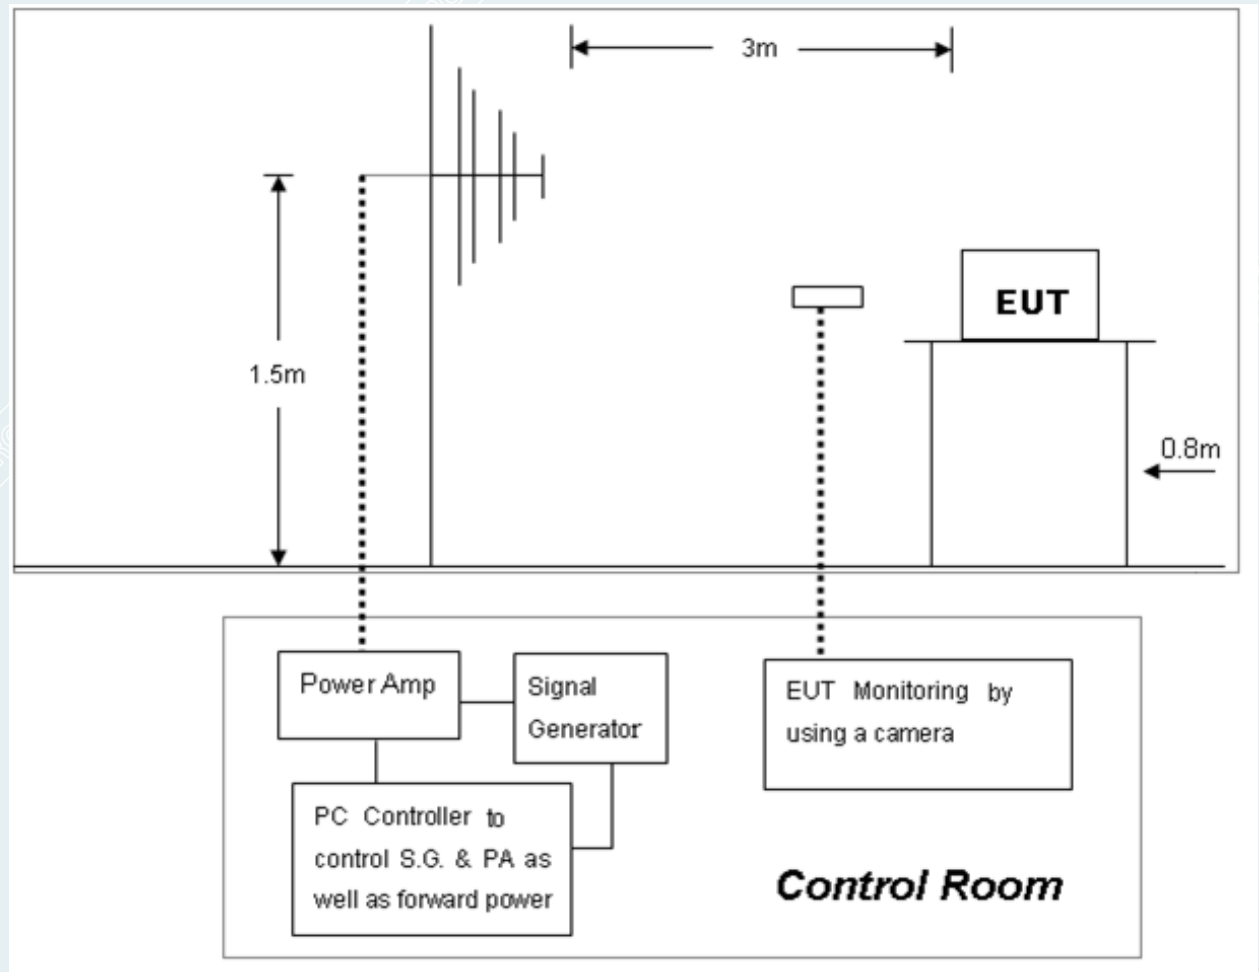 3m
1.5m
EUT
0.8m
Power Amp
Signal
Generator
EUT Monitoring by
using a camera
PC Controller to
control S.G. & PA as
well as forward power
Control Room